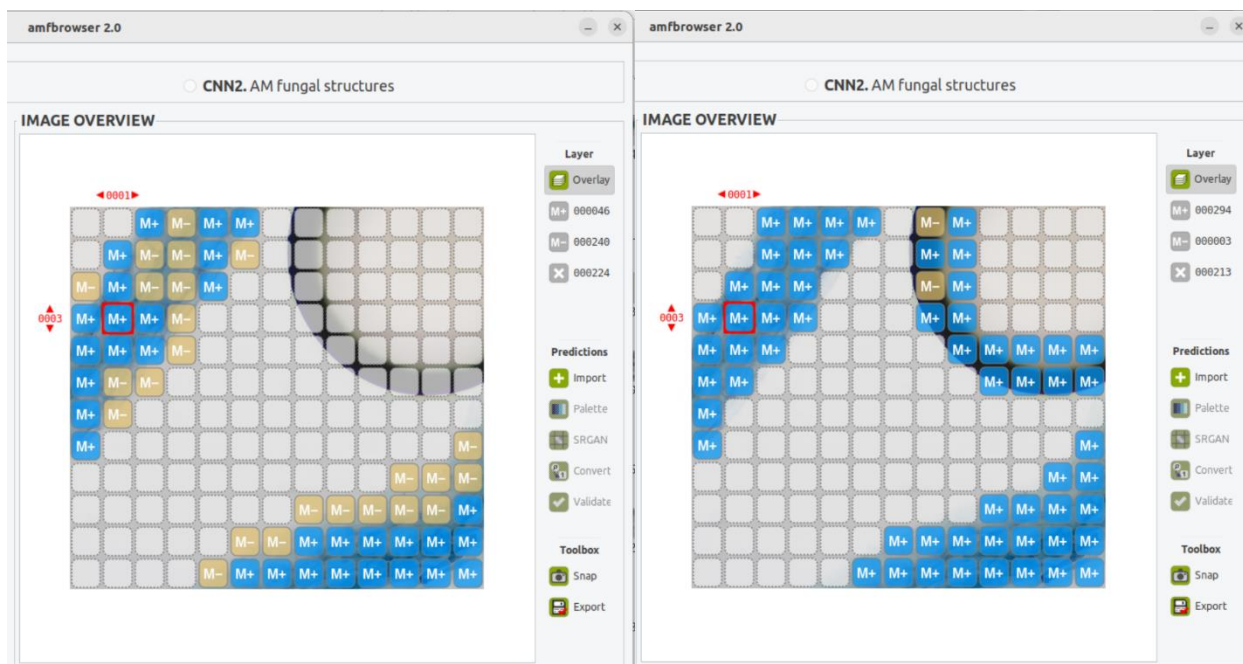 amfbrowser 2.0
CNN2. AM fungal structures
IMAGE OVERVIEW
0001
0003
M+ M− M+ M+
M+ M− M− M+ M−
M− M+ M− M− M+
M+ M+ M+ M−
M+ M+ M+ M−
M+ M− M−
M+ M−
M+ M−
M− M− M−
M− M− M− M− M− M+
M− M− M+ M+ M+ M+ M+ M+
M− M+ M+ M+ M+ M+ M+ M+ M+
Layer
Overlay
M+ 000046
M− 000240
000224
Predictions
Import
Palette
SRGAN
Convert
Validate
Toolbox
Snap
Export
amfbrowser 2.0
CNN2. AM fungal structures
IMAGE OVERVIEW
0001
0003
M+ M+ M+ M+ M− M+
M+ M+ M+ M+ M+
M+ M+ M+ M− M+
M+ M+ M+ M+ M+ M+
M+ M+ M+ M+ M+ M+ M+ M+
M+ M+ M+ M+ M+ M+
M+
M+ M+
M+ M+
M+ M+ M+ M+
M+ M+ M+ M+ M+ M+ M+
M+ M+ M+ M+ M+ M+ M+ M+
Layer
Overlay
M+ 000294
M− 000003
000213
Predictions
Import
Palette
SRGAN
Convert
Validate
Toolbox
Snap
Export